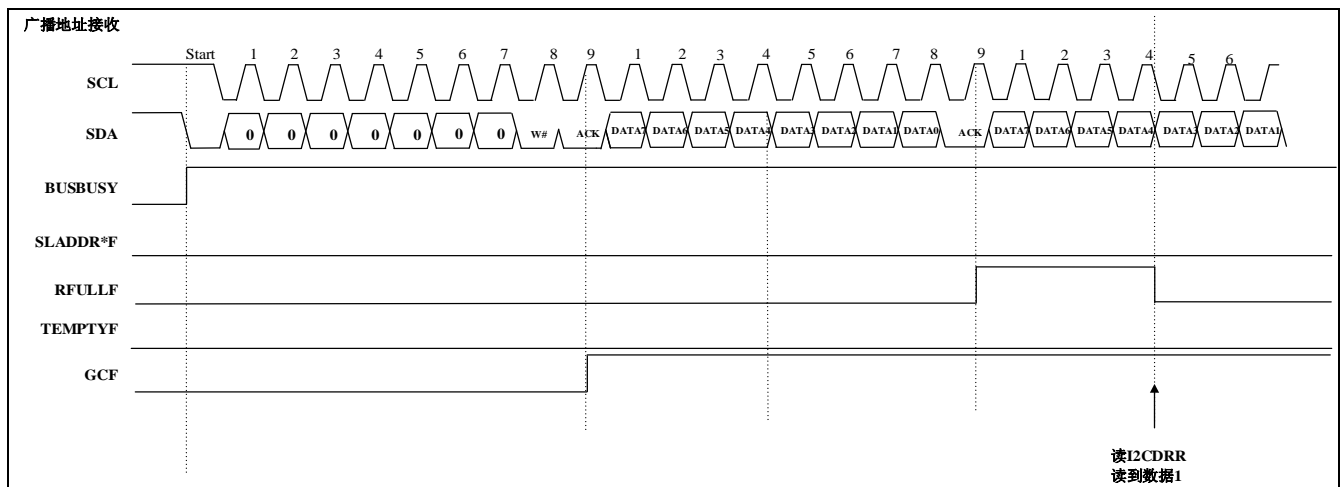 广播地址接收
Start 1 2 3 4 5 6 7 8 9 1 2 3 4 5 6 7 8 9 1 2 3 4 5 6
SCL
SDA 0 0 0 0 0 0 0 W# ACK DATA7 DATA6 DATA5 DATA4 DATA3 DATA2 DATA1 DATA0 ACK DATA7 DATA6 DATA5 DATA4 DATA3 DATA2 DATA1
BUSBUSY
SLADDR*F
RFULLF
TEMPTYF
GCF
读I2CDRR
读到数据1